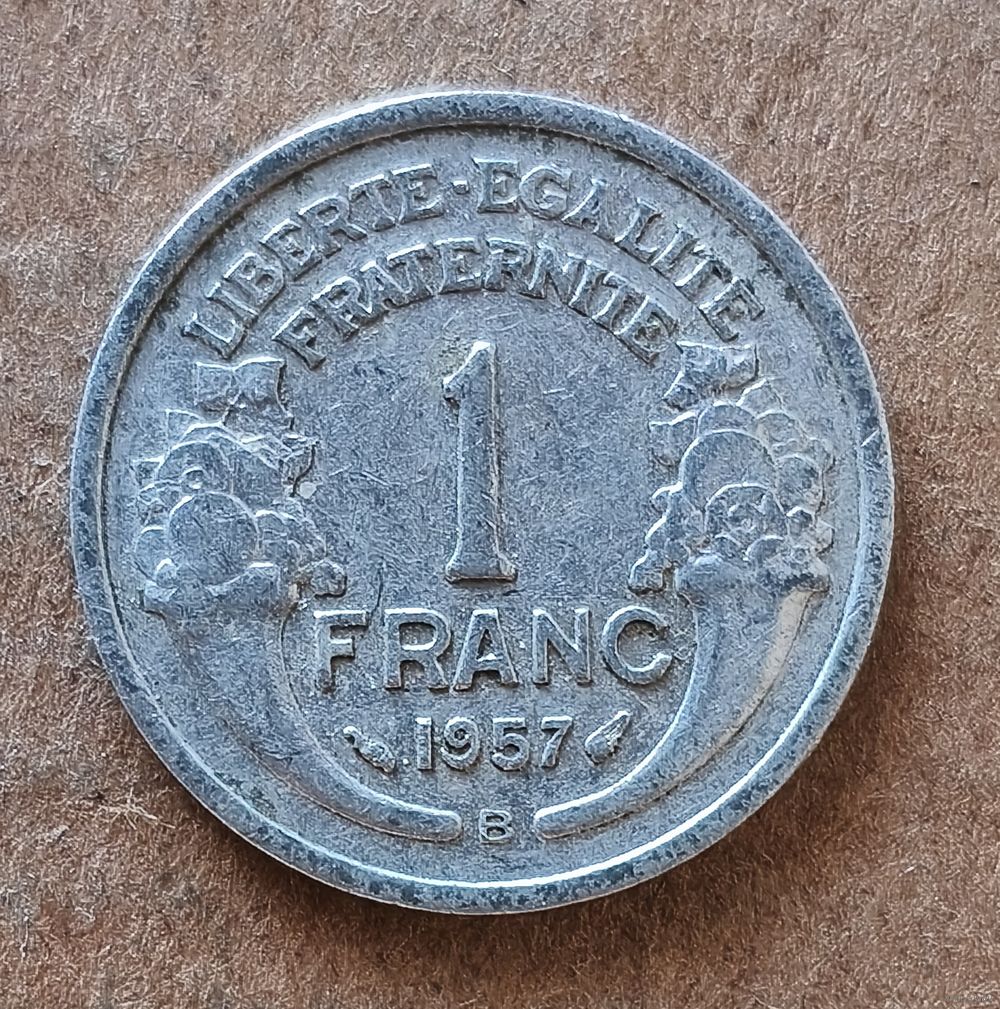 LIBERTE·EGALITE
FRATERNITE
1
FRANC
1957
B